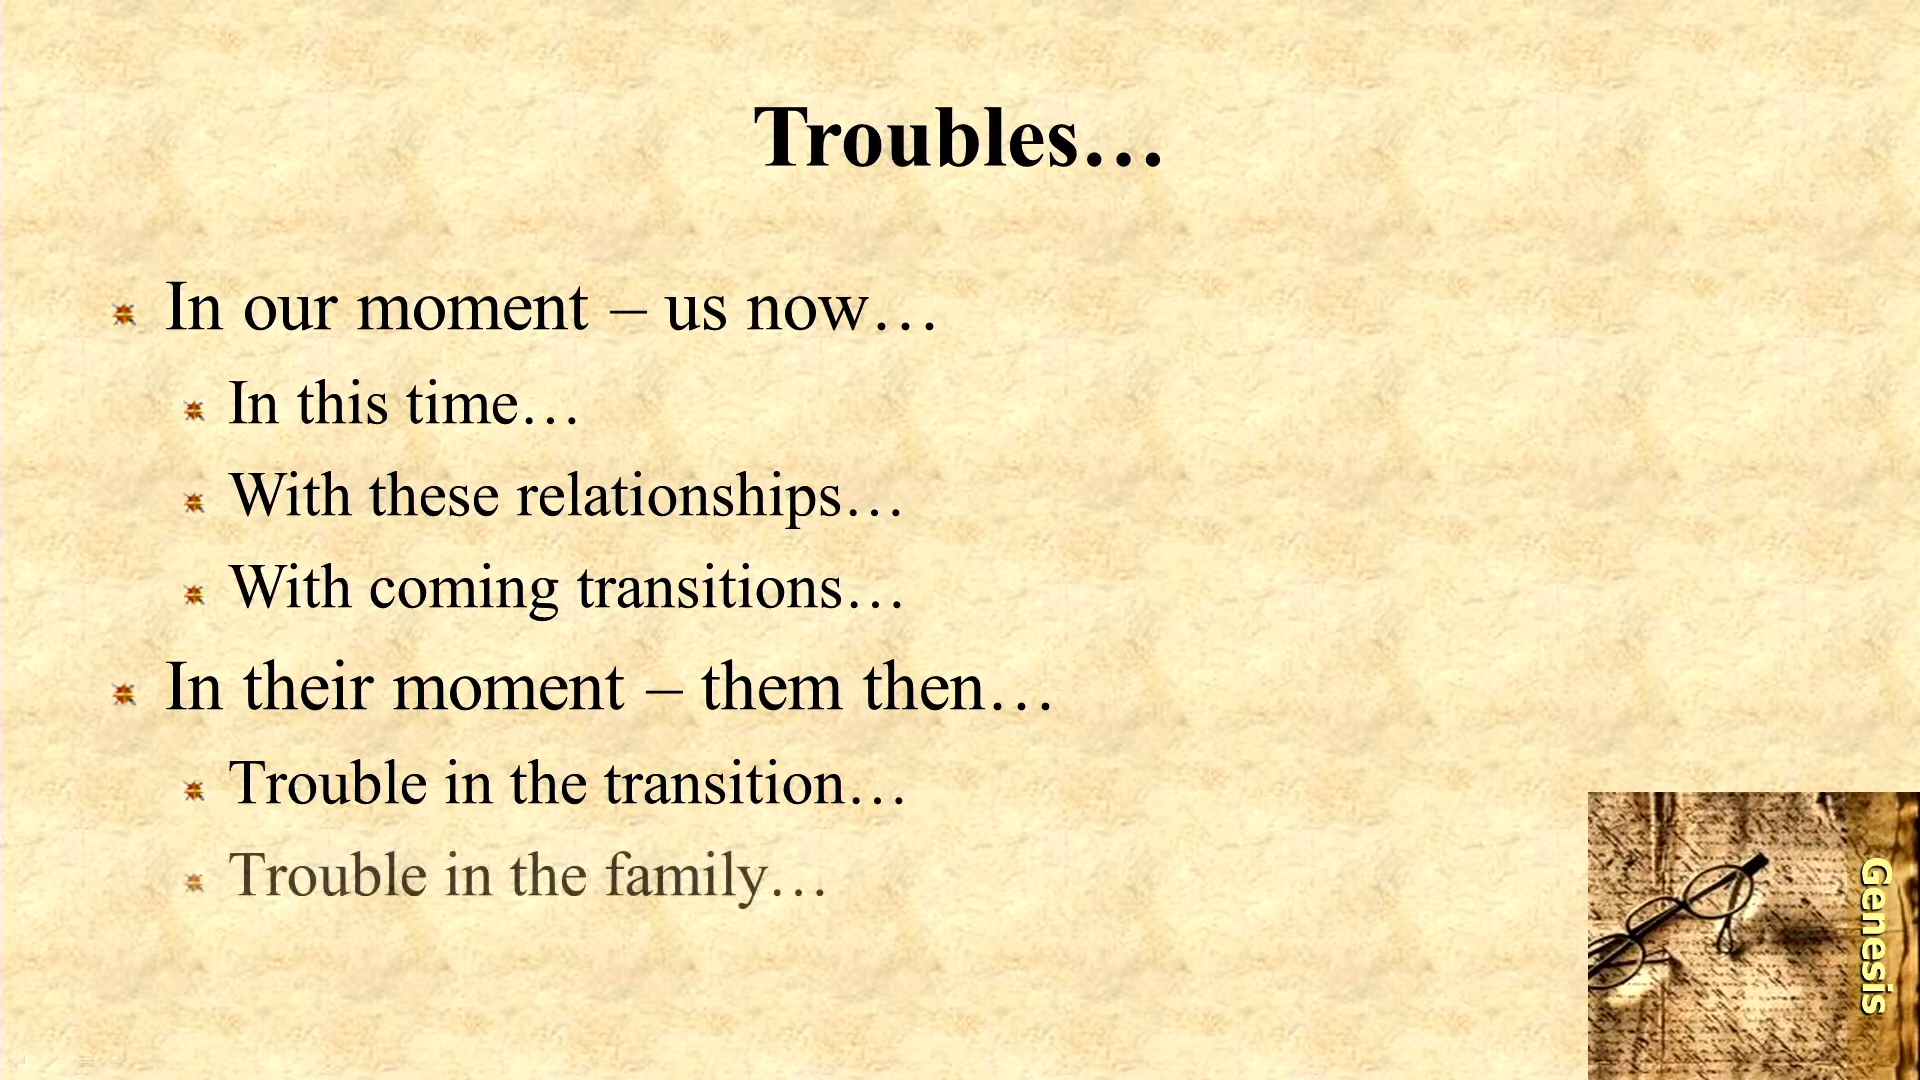 Troubles…
In our moment – us now…
In this time…
With these relationships…
With coming transitions…
In their moment – them then…
Trouble in the transition…
Trouble in the family…
Genesis